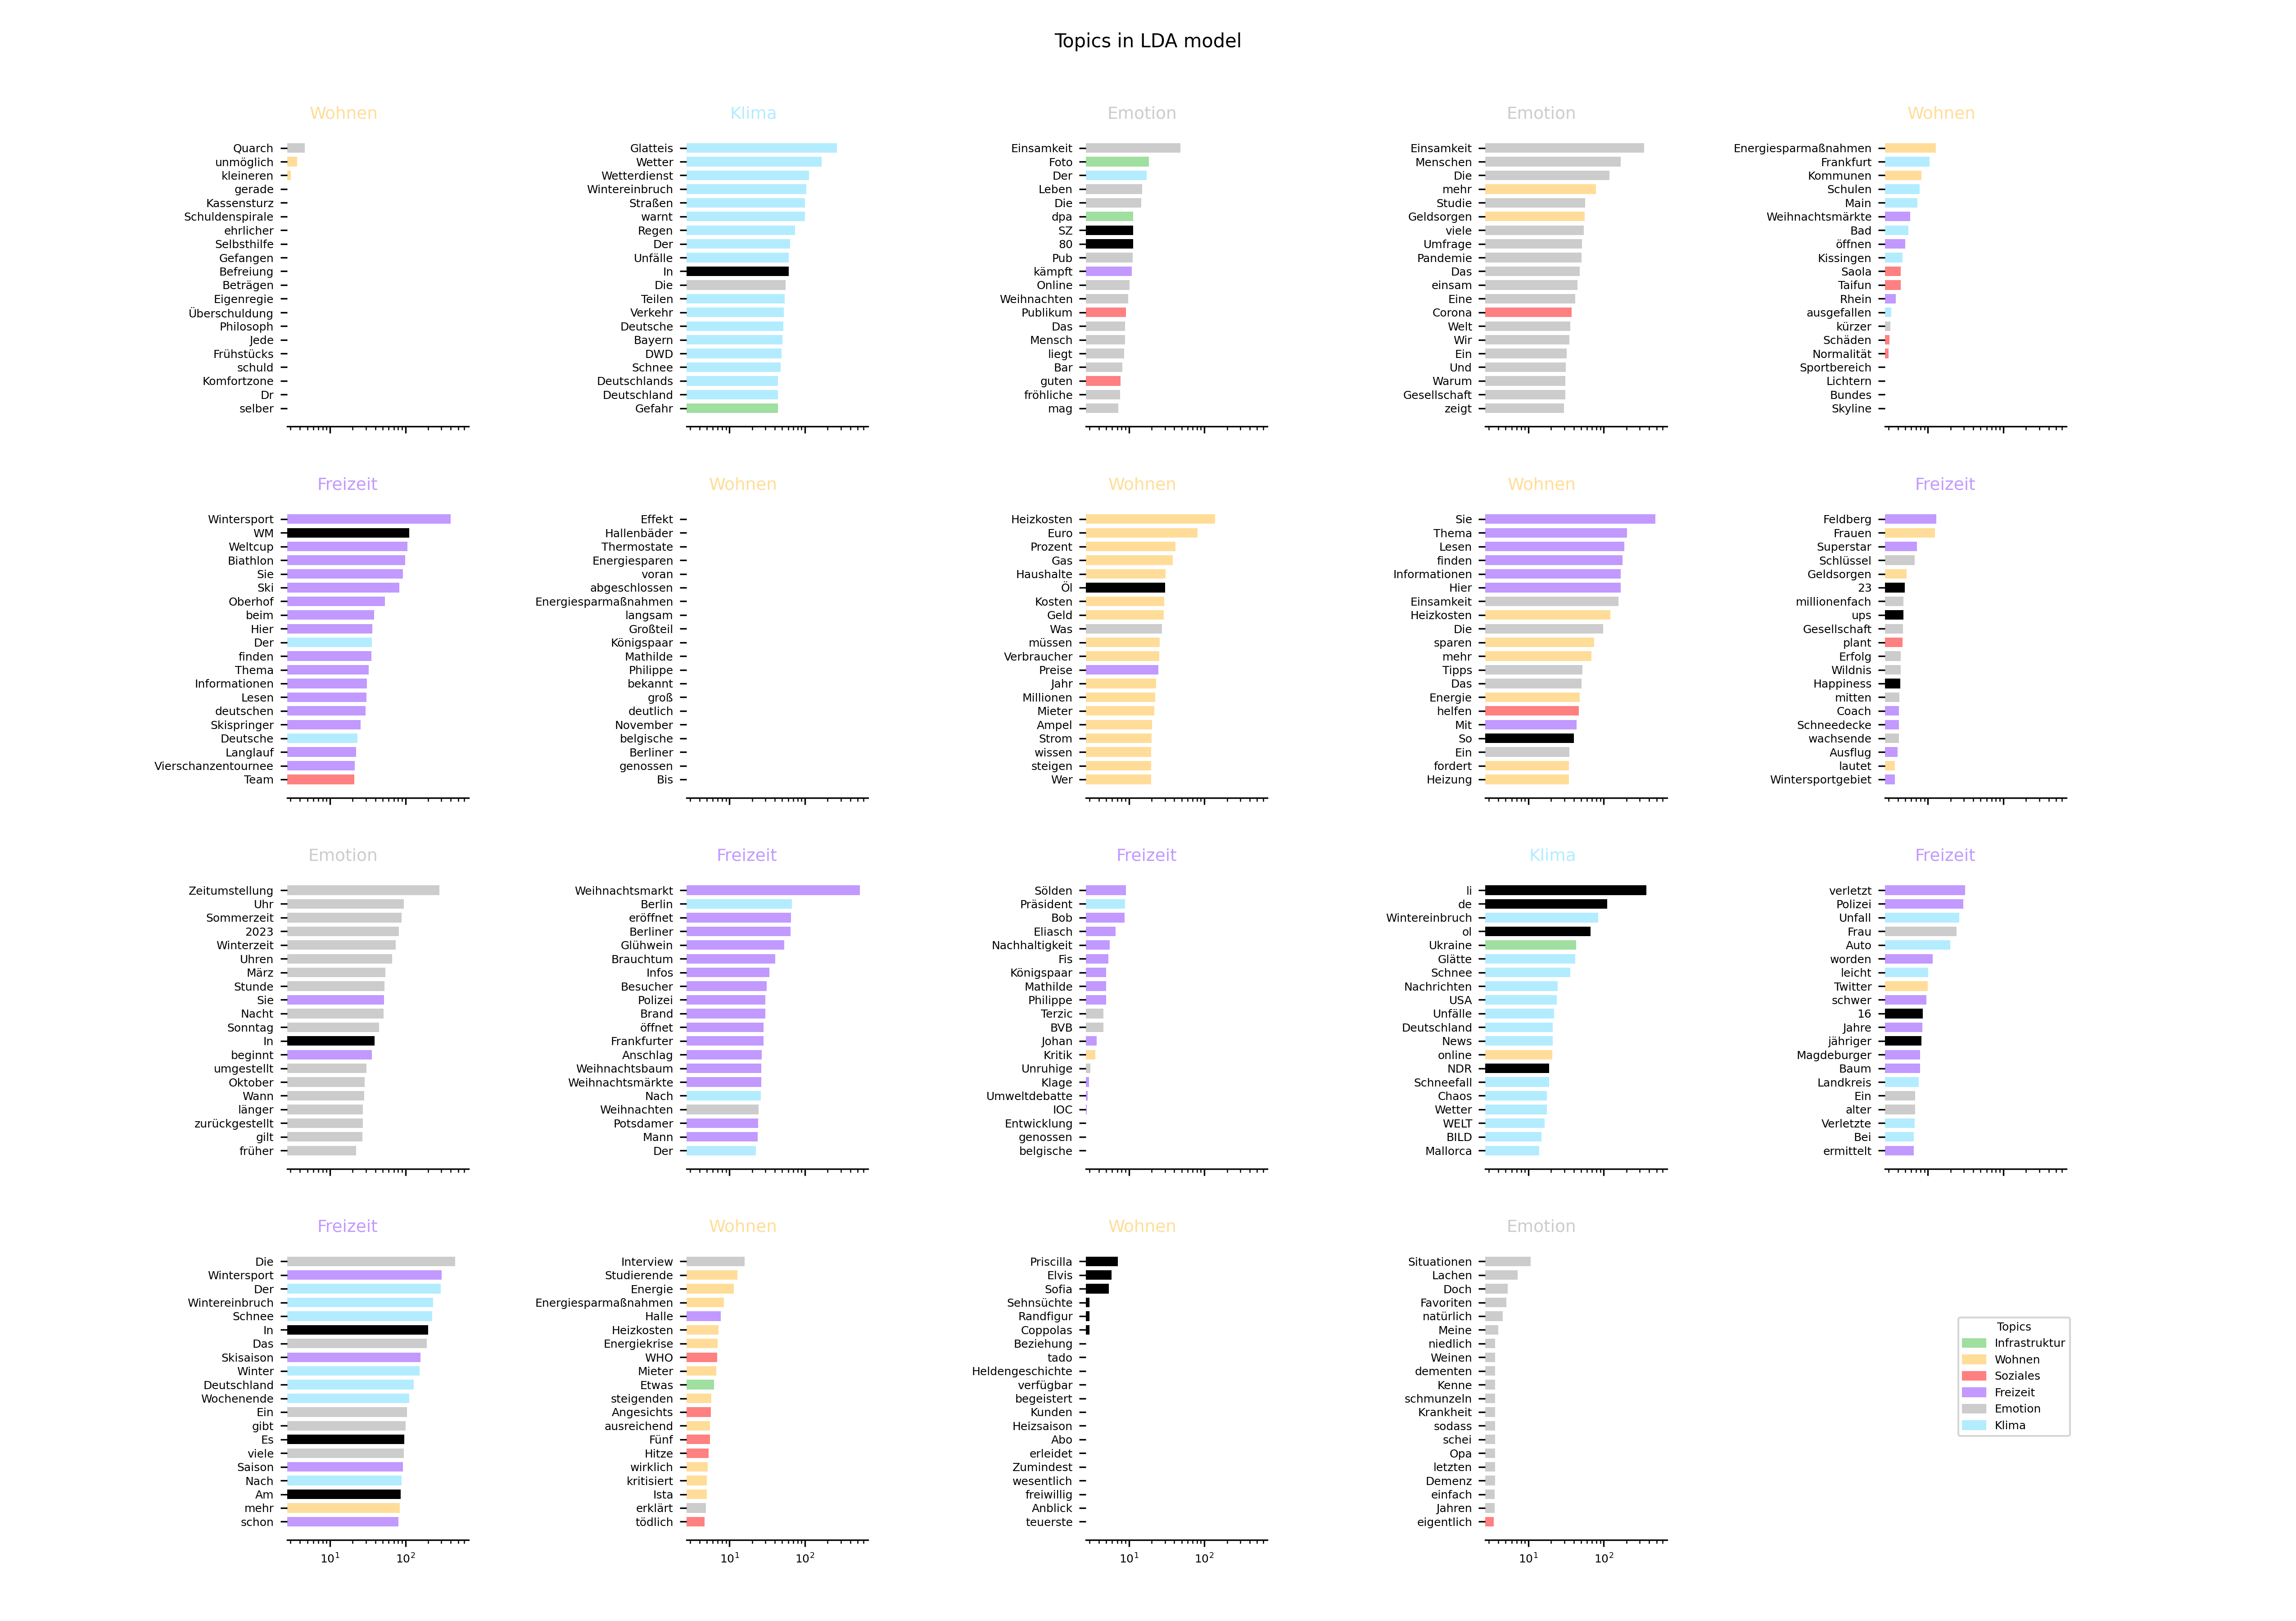 Topics in LDA model
Wohnen
Quarch
unmöglich
kleineren
gerade
Kassensturz
Schuldenspirale
ehrlicher
Selbsthilfe
Gefangen
Befreiung
Beträgen
Eigenregie
Überschuldung
Philosoph
Jede
Frühstücks
schuld
Komfortzone
Dr
selber
Klima
Glatteis
Wetter
Wetterdienst
Wintereinbruch
Straßen
warnt
Regen
Der
Unfälle
In
Die
Teilen
Verkehr
Deutsche
Bayern
DWD
Schnee
Deutschlands
Deutschland
Gefahr
Emotion
Einsamkeit
Foto
Der
Leben
Die
dpa
SZ
80
Pub
kämpft
Online
Weihnachten
Publikum
Das
Mensch
liegt
Bar
guten
fröhliche
mag
Emotion
Einsamkeit
Menschen
Die
mehr
Studie
Geldsorgen
viele
Umfrage
Pandemie
Das
einsam
Eine
Corona
Welt
Wir
Ein
Und
Warum
Gesellschaft
zeigt
Wohnen
Energiesparmaßnahmen
Frankfurt
Kommunen
Schulen
Main
Weihnachtsmärkte
Bad
öffnen
Kissingen
Saola
Taifun
Rhein
ausgefallen
kürzer
Schäden
Normalität
Sportbereich
Lichtern
Bundes
Skyline
Freizeit
Wintersport
WM
Weltcup
Biathlon
Sie
Ski
Oberhof
beim
Hier
Der
finden
Thema
Informationen
Lesen
deutschen
Skispringer
Deutsche
Langlauf
Vierschanzentournee
Team
Wohnen
Effekt
Hallenbäder
Thermostate
Energiesparen
voran
abgeschlossen
Energiesparmaßnahmen
langsam
Großteil
Königspaar
Mathilde
Philippe
bekannt
groß
deutlich
November
belgische
Berliner
genossen
Bis
Wohnen
Heizkosten
Euro
Prozent
Gas
Haushalte
Öl
Kosten
Geld
Was
müssen
Verbraucher
Preise
Jahr
Millionen
Mieter
Ampel
Strom
wissen
steigen
Wer
Wohnen
Sie
Thema
Lesen
finden
Informationen
Hier
Einsamkeit
Heizkosten
Die
sparen
mehr
Tipps
Das
Energie
helfen
Mit
So
Ein
fordert
Heizung
Freizeit
Feldberg
Frauen
Superstar
Schlüssel
Geldsorgen
23
millionenfach
ups
Gesellschaft
plant
Erfolg
Wildnis
Happiness
mitten
Coach
Schneedecke
wachsende
Ausflug
lautet
Wintersportgebiet
Emotion
Zeitumstellung
Uhr
Sommerzeit
2023
Winterzeit
Uhren
März
Stunde
Sie
Nacht
Sonntag
In
beginnt
umgestellt
Oktober
Wann
länger
zurückgestellt
gilt
früher
Freizeit
Weihnachtsmarkt
Berlin
eröffnet
Berliner
Glühwein
Brauchtum
Infos
Besucher
Polizei
Brand
öffnet
Frankfurter
Anschlag
Weihnachtsbaum
Weihnachtsmärkte
Nach
Weihnachten
Potsdamer
Mann
Der
Freizeit
Sölden
Präsident
Bob
Eliasch
Nachhaltigkeit
Fis
Königspaar
Mathilde
Philippe
Terzic
BVB
Johan
Kritik
Unruhige
Klage
Umweltdebatte
IOC
Entwicklung
genossen
belgische
Klima
li
de
Wintereinbruch
ol
Ukraine
Glätte
Schnee
Nachrichten
USA
Unfälle
Deutschland
News
online
NDR
Schneefall
Chaos
Wetter
WELT
BILD
Mallorca
Freizeit
verletzt
Polizei
Unfall
Frau
Auto
worden
leicht
Twitter
schwer
16
Jahre
jähriger
Magdeburger
Baum
Landkreis
Ein
alter
Verletzte
Bei
ermittelt
Freizeit
Die
Wintersport
Der
Wintereinbruch
Schnee
In
Das
Skisaison
Winter
Deutschland
Wochenende
Ein
gibt
Es
viele
Saison
Nach
Am
mehr
schon
10¹ 10²
Wohnen
Interview
Studierende
Energie
Energiesparmaßnahmen
Halle
Heizkosten
Energiekrise
WHO
Mieter
Etwas
steigenden
Angesichts
ausreichend
Fünf
Hitze
wirklich
kritisiert
Ista
erklärt
tödlich
10¹ 10²
Wohnen
Priscilla
Elvis
Sofia
Sehnsüchte
Randfigur
Coppolas
Beziehung
tado
Heldengeschichte
verfügbar
begeistert
Kunden
Heizsaison
Abo
erleidet
Zumindest
wesentlich
freiwillig
Anblick
teuerste
10¹ 10²
Emotion
Situationen
Lachen
Doch
Favoriten
natürlich
Meine
niedlich
Weinen
dementen
Kenne
schmunzeln
Krankheit
sodass
schei
Opa
letzten
Demenz
einfach
Jahren
eigentlich
10¹ 10²
Topics
Infrastruktur
Wohnen
Soziales
Freizeit
Emotion
Klima